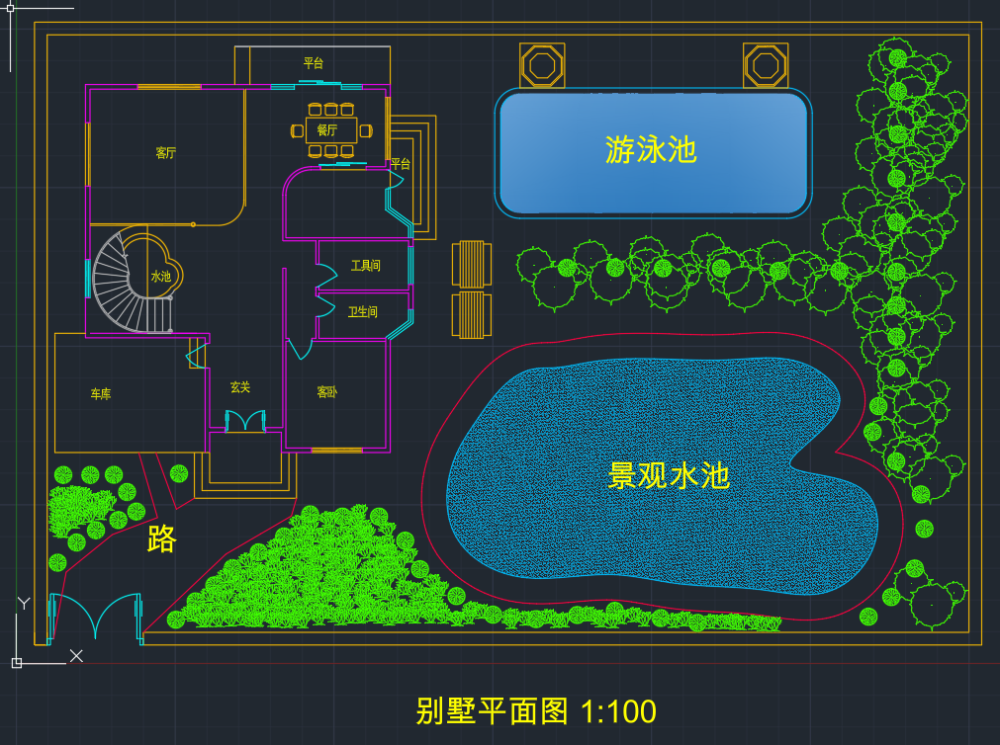 平台
餐厅
客厅
平台
游泳池
工具间
水池
卫生间
玄关
客卧
车库
景观水池
路
Y
X
别墅平面图 1:100